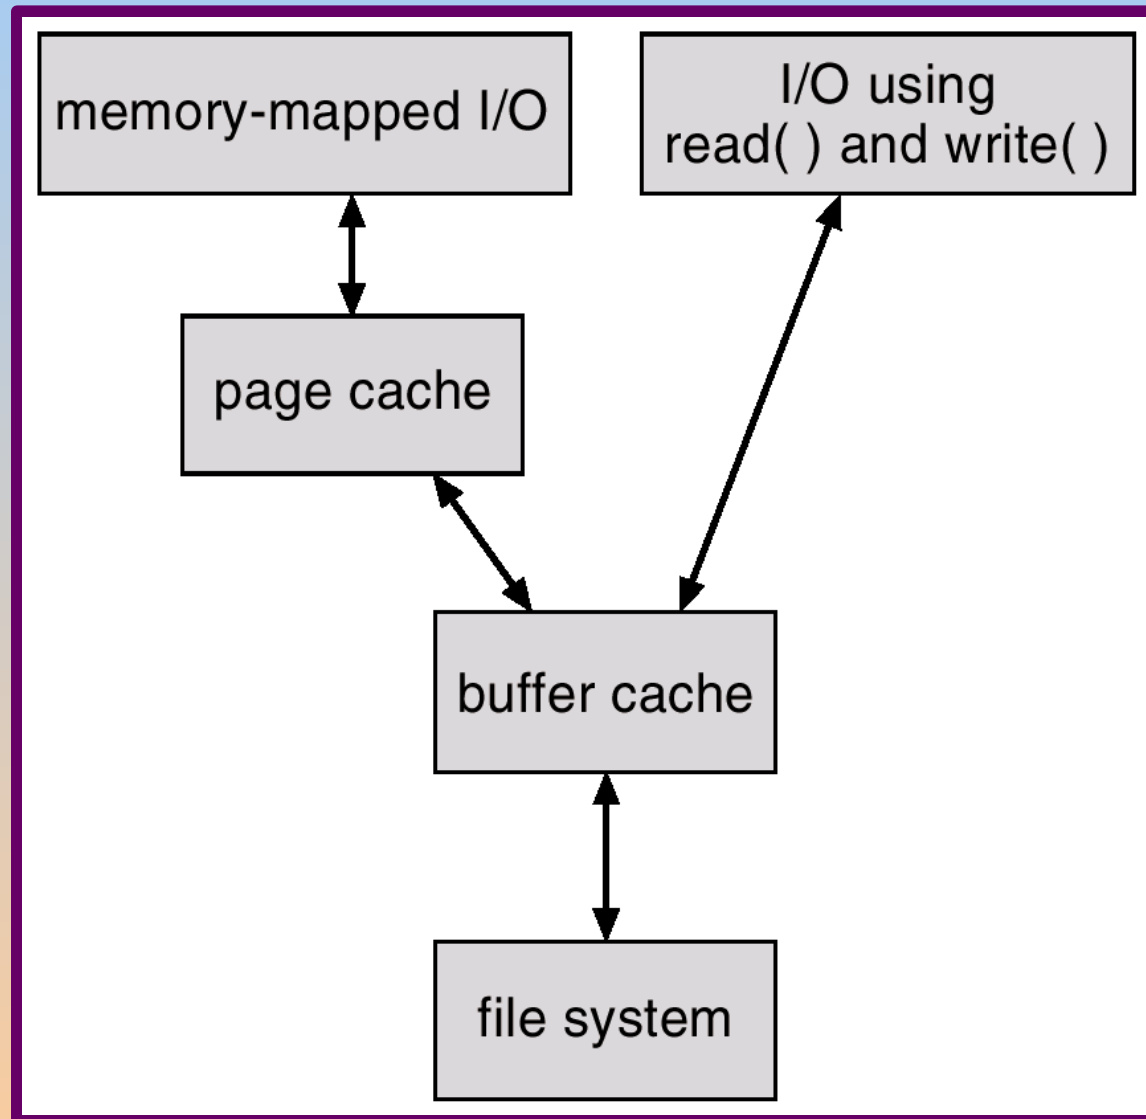 memory-mapped I/O
I/O using
read( ) and write( )
page cache
buffer cache
file system